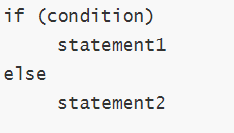 if (condition)
     statement1
else
     statement2